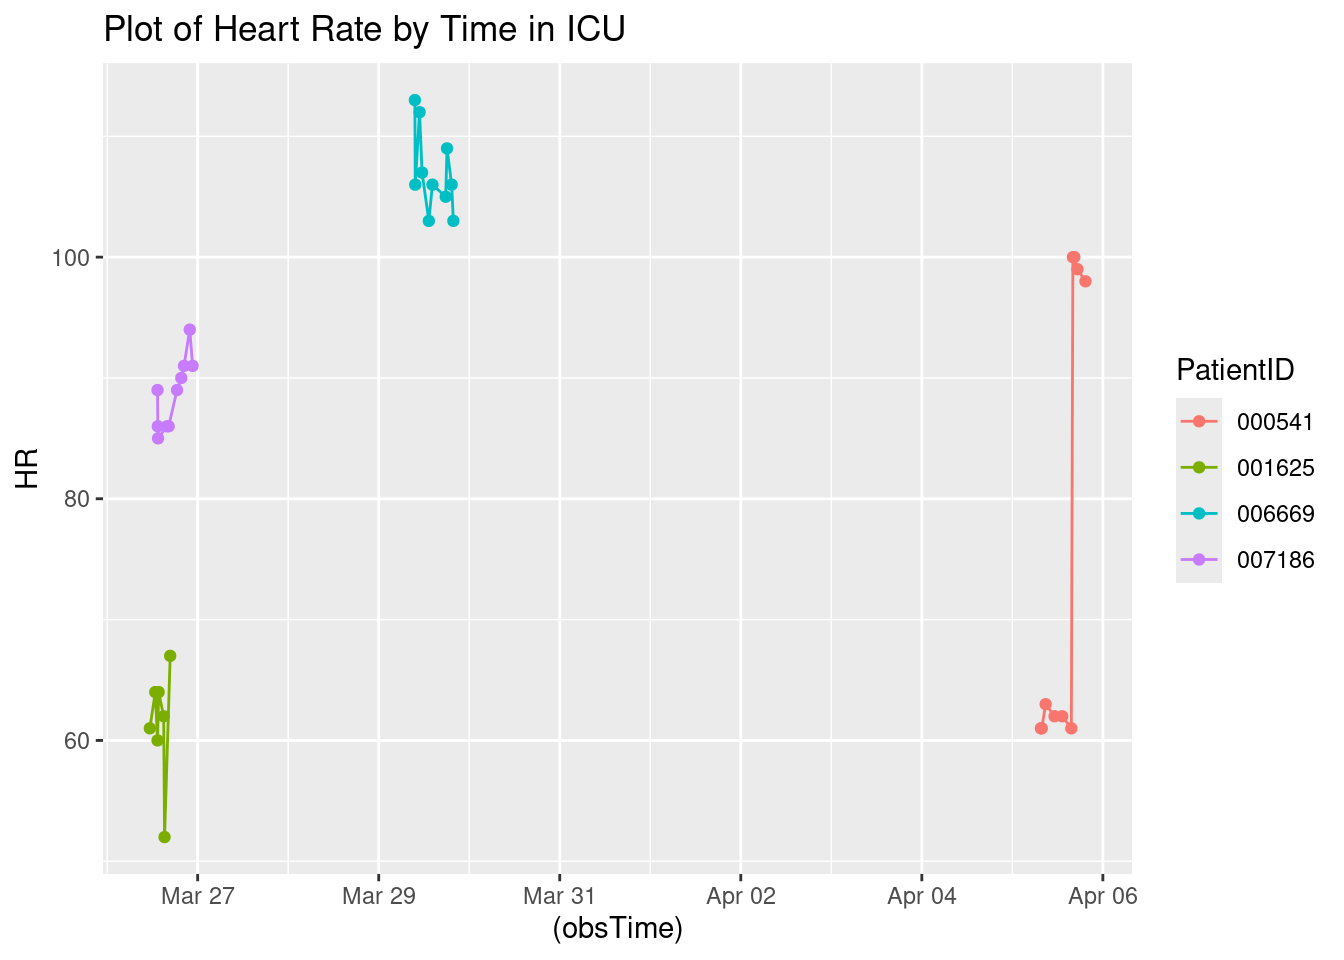 Plot of Heart Rate by Time in ICU
HR
100
80
60
Mar 27
Mar 29
Mar 31
Apr 02
Apr 04
Apr 06
(obsTime)
PatientID
000541
001625
006669
007186